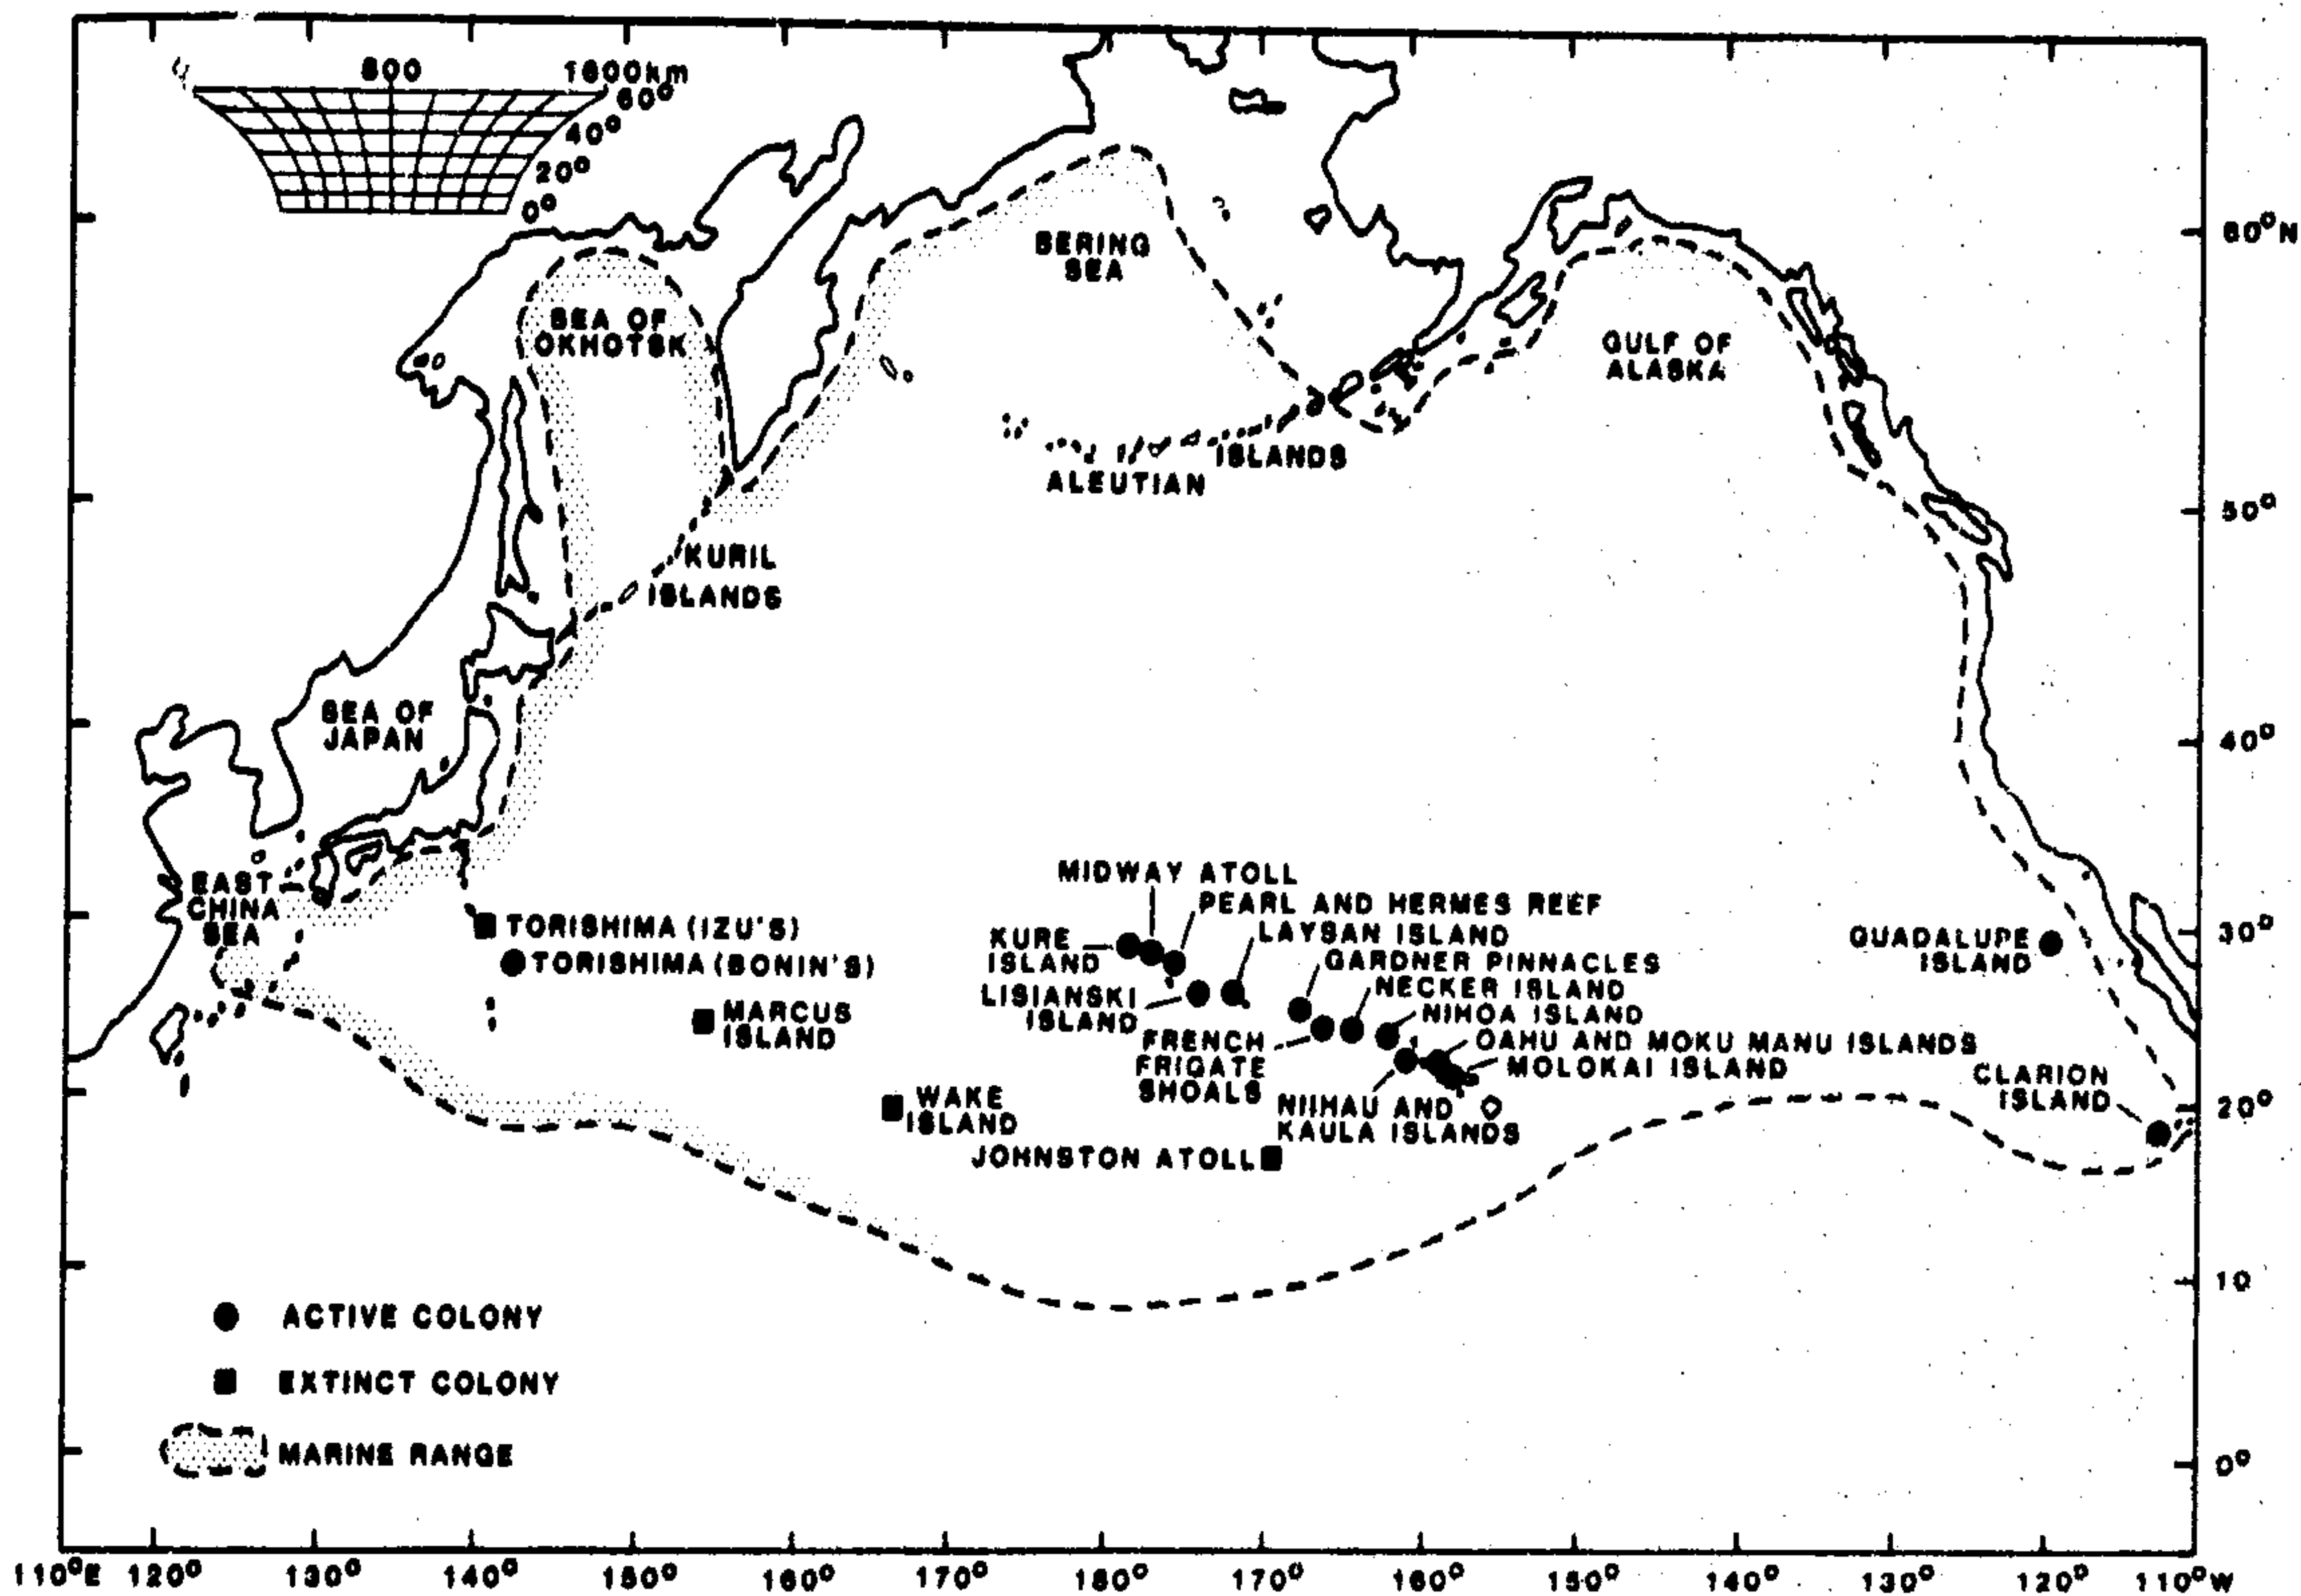 800 1600km
60°
40°
20°
0°
60°N
BERING
SEA
SEA OF
OKHOTSK
GULF OF
ALASKA
ISLANDS
ALEUTIAN
50°
KURIL
ISLANDS
SEA OF
JAPAN
40°
MIDWAY ATOLL
EAST
CHINA
SEA
PEARL AND HERMES REEF
TORISHIMA (IZU'S)
KURE
ISLAND
LAYSAN ISLAND
30°
GUADALUPE
ISLAND
TORISHIMA (BONIN'S)
GARDNER PINNACLES
LISIANSKI
ISLAND
NECKER ISLAND
MARCUS
ISLAND
NIHOA ISLAND
FRENCH
FRIGATE
SHOALS
OAHU AND MOKU MANU ISLANDS
MOLOKAI ISLAND
CLARION
ISLAND
WAKE
ISLAND
NIIHAU AND
KAULA ISLANDS
20°
JOHNSTON ATOLL
10°
ACTIVE COLONY
EXTINCT COLONY
MARINE RANGE
0°
110°E 120° 130° 140° 150° 160° 170° 180° 170° 160° 150° 140° 130° 120° 110°W